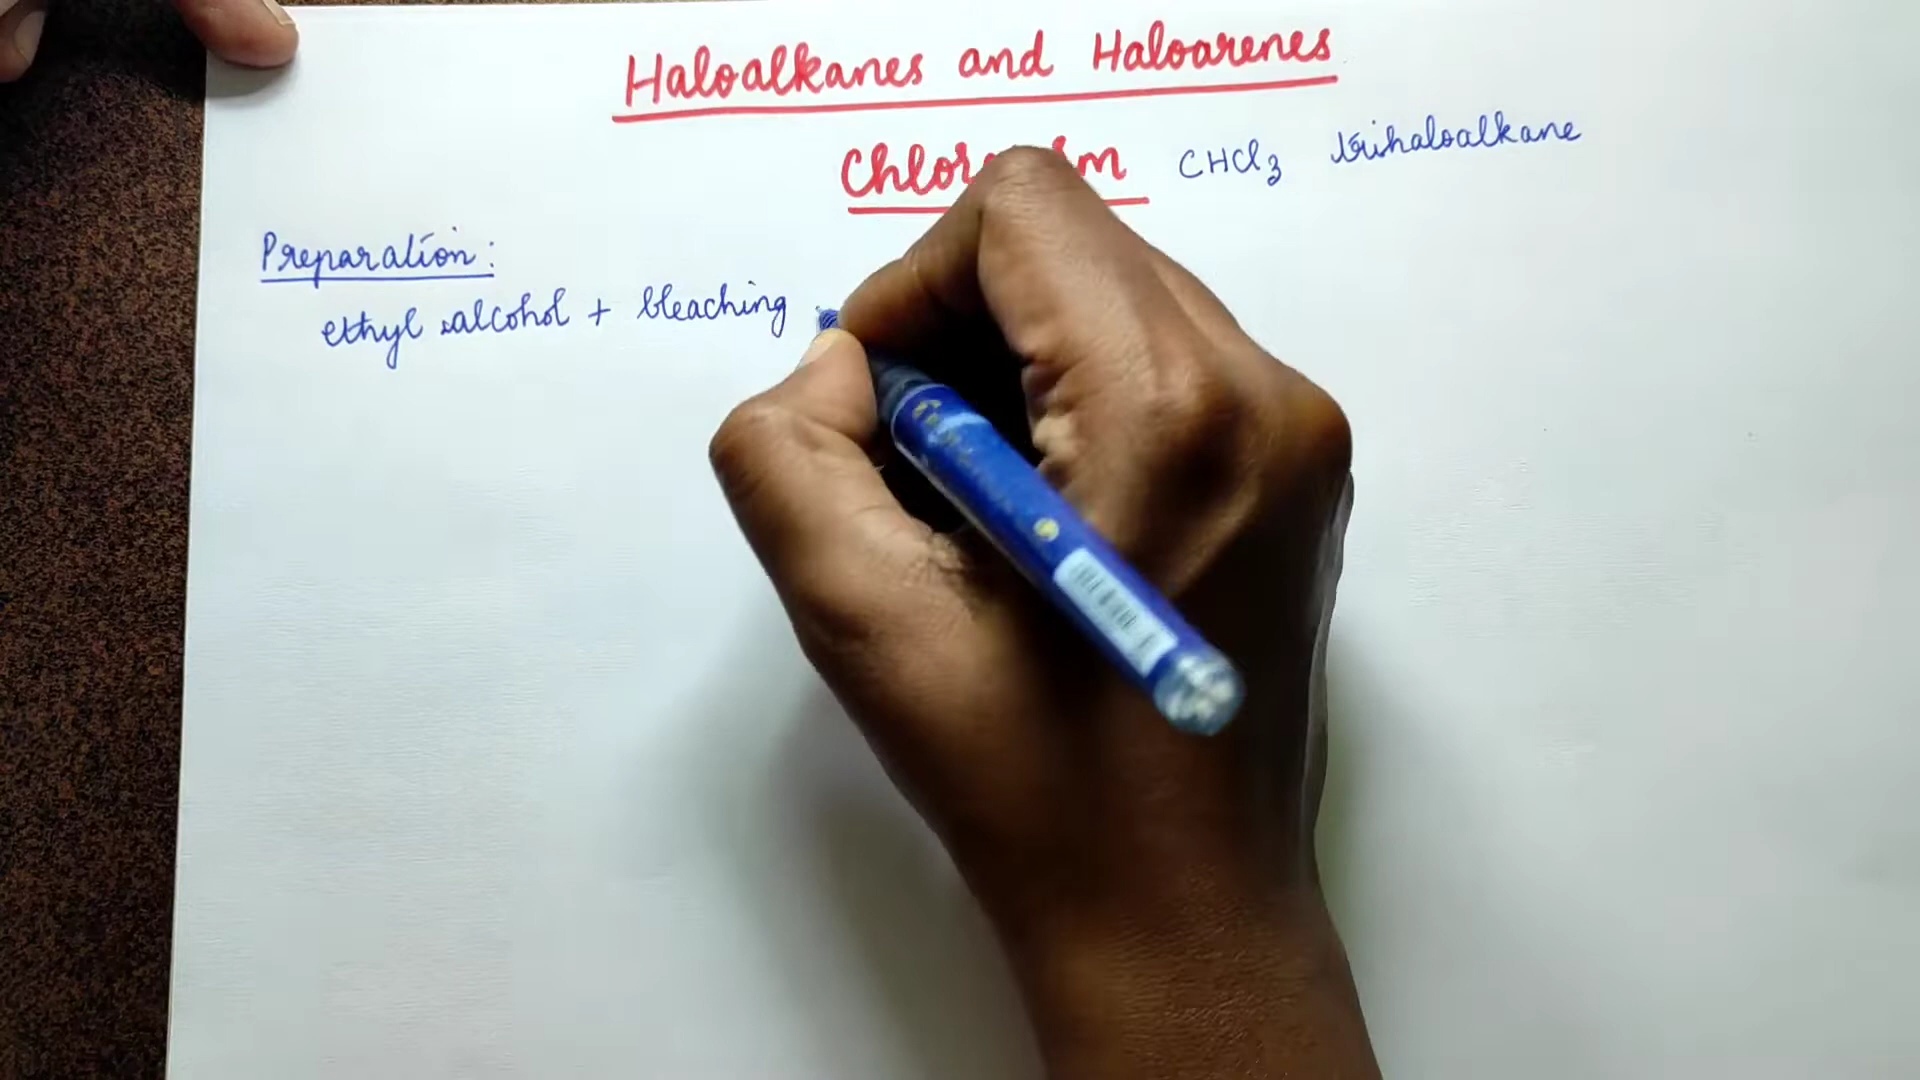 Haloalkanes and Haloarenes
CHCl₃ trihaloalkane
Preparation:
ethyl alcohol + bleaching